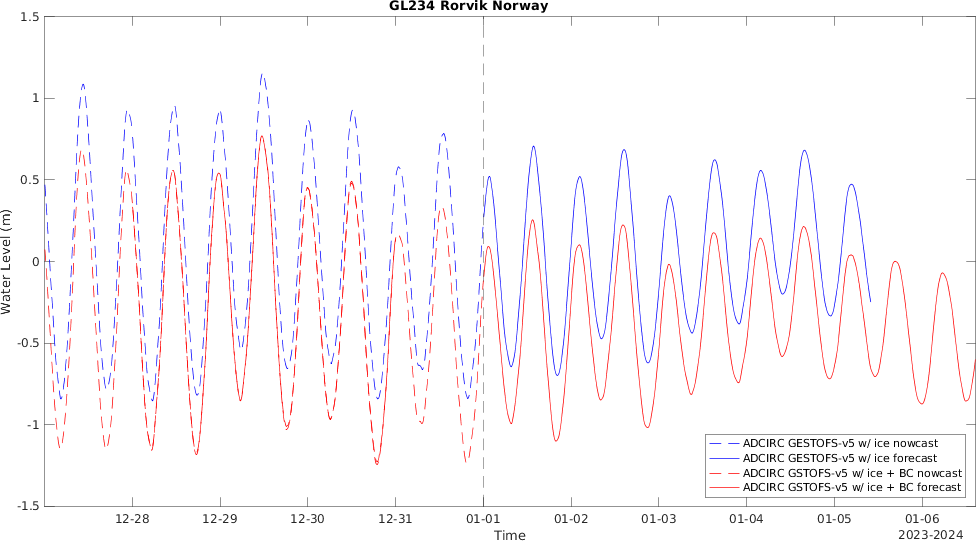 GL234 Rorvik Norway
1.5
1
0.5
0
-0.5
-1
-1.5
Water Level (m)
12-28 12-29 12-30 12-31 01-01 01-02 01-03 01-04 01-05 01-06
Time
2023-2024
ADCIRC GESTOFS-v5 w/ ice nowcast
ADCIRC GESTOFS-v5 w/ ice forecast
ADCIRC GSTOFS-v5 w/ ice + BC nowcast
ADCIRC GSTOFS-v5 w/ ice + BC forecast